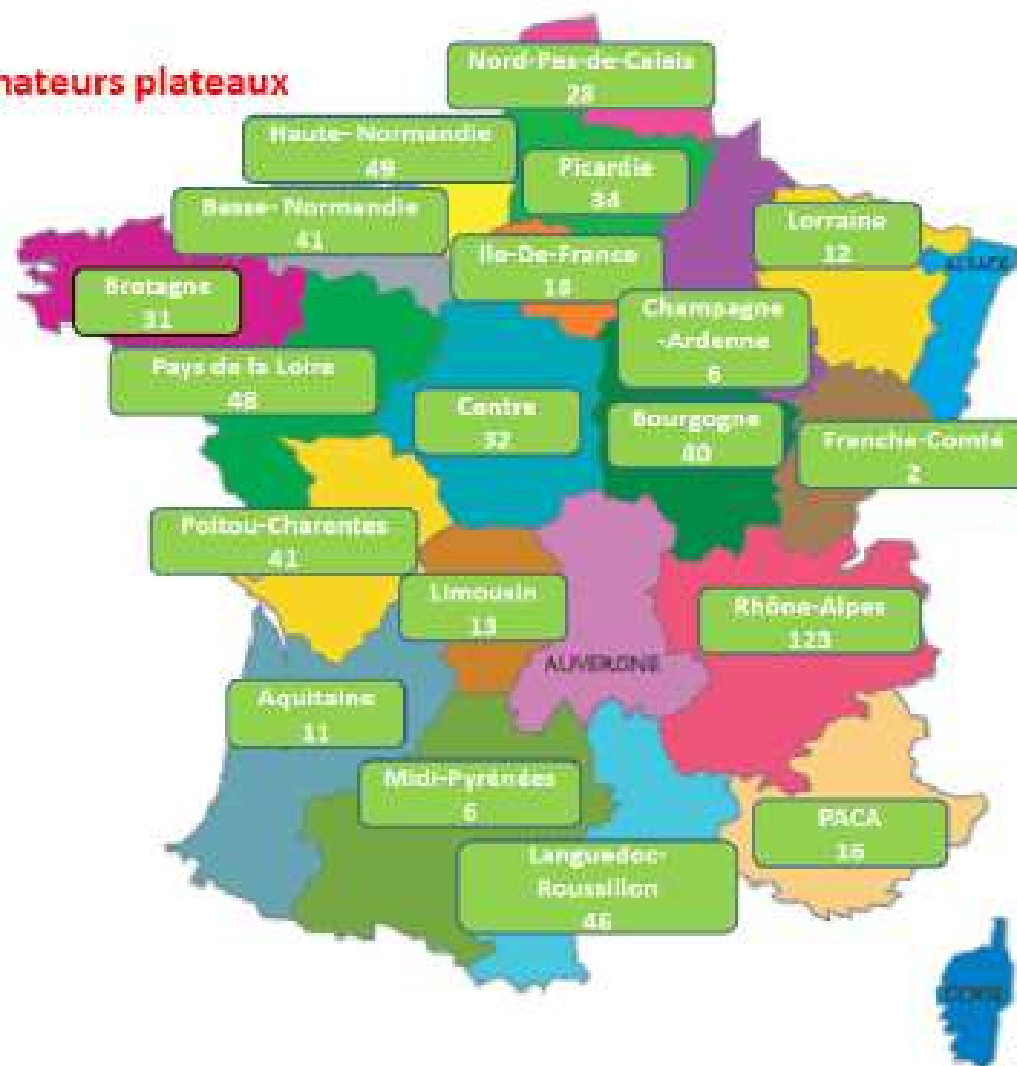 nateurs plateaux
Nord-Pas-de-Calais
28
Haute- Normandie
49
Picardie
34
Basse- Normandie
41
Lorraine
12
Ile-De-France
18
ALSACE
Bretagne
31
Champagne
-Ardenne
6
Pays de la Loire
48
Centre
32
Bourgogne
40
Franche-Comté
2
Poitou-Charentes
41
Limousin
13
Rhône-Alpes
123
AUVERGNE
Aquitaine
11
Midi-Pyrénées
6
PACA
16
Languedoc-
Roussillon
46
CORSE